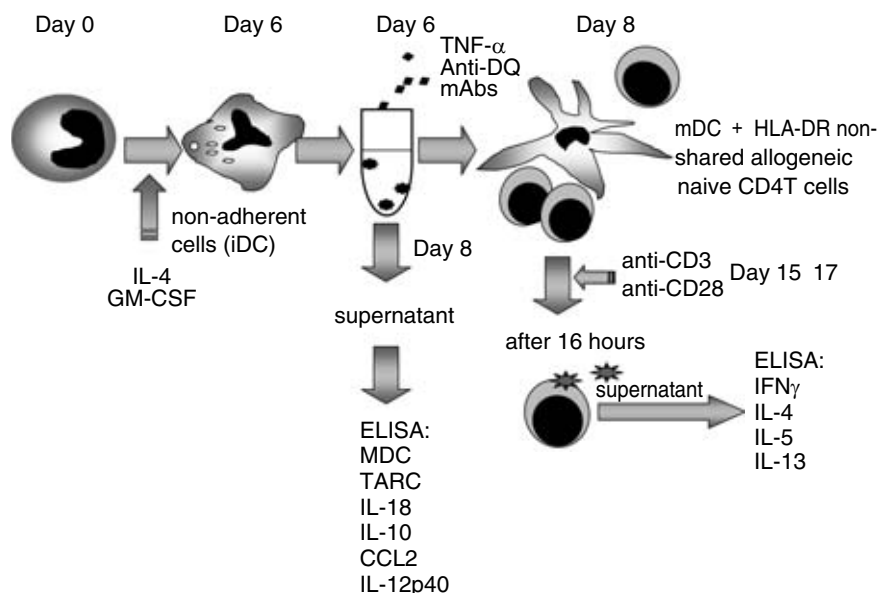 Day 0
Day 6
Day 6
Day 8
TNF-α
Anti-DQ
mAbs
mDC + HLA-DR non-
shared allogeneic
naive CD4T cells
non-adherent
cells (iDC)
IL-4
GM-CSF
Day 8
supernatant
anti-CD3
anti-CD28
Day 15 17
after 16 hours
supernatant
ELISA:
IFNγ
IL-4
IL-5
IL-13
ELISA:
MDC
TARC
IL-18
IL-10
CCL2
IL-12p40